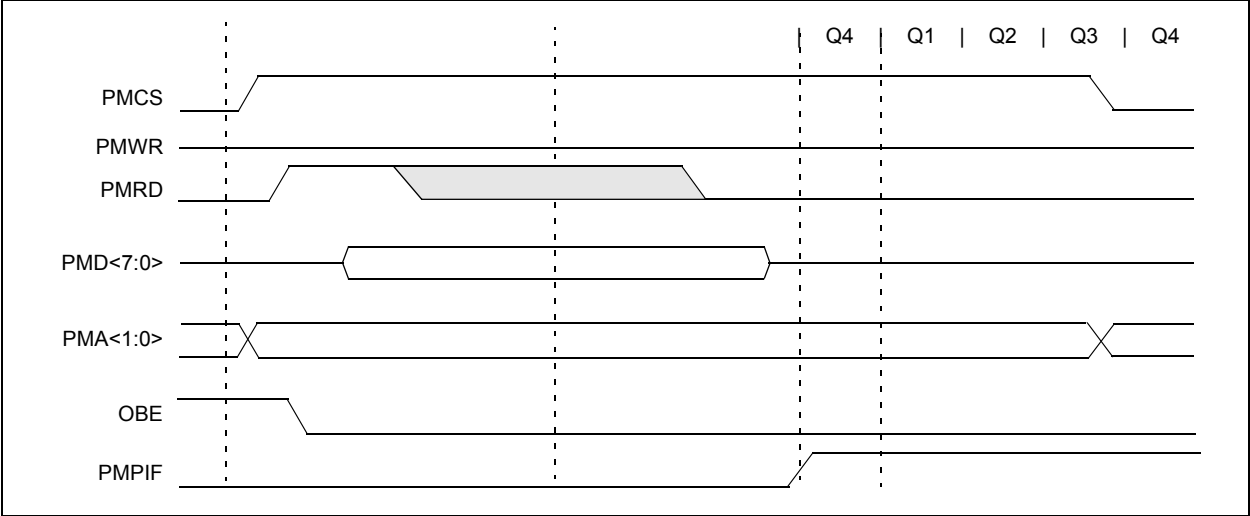 | Q4 | Q1 | Q2 | Q3 | Q4
PMCS
PMWR
PMRD
PMD<7:0>
PMA<1:0>
OBE
PMPIF